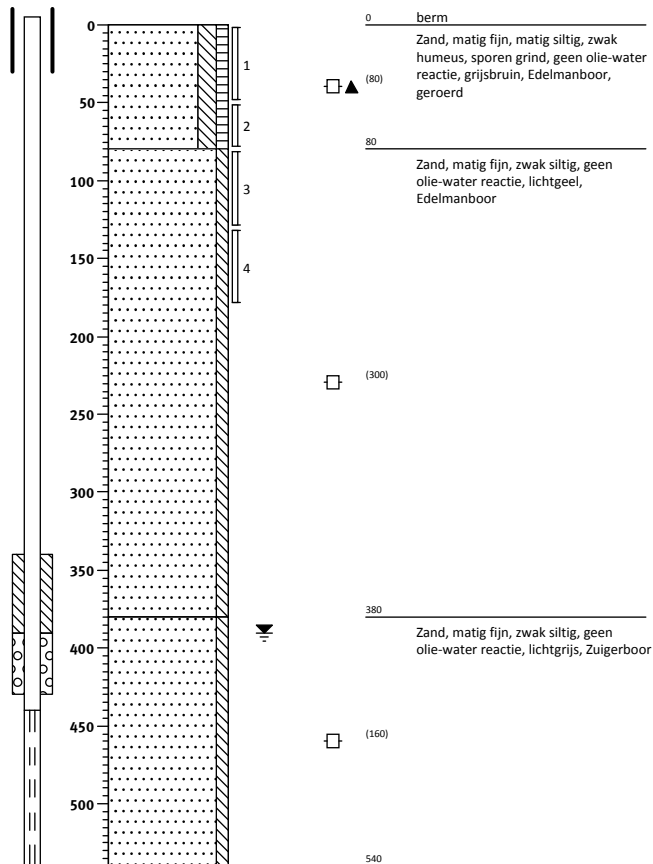 0 berm
0
Zand, matig fijn, matig siltig, zwak
humeus, sporen grind, geen olie-water
reactie, grijsbruin, Edelmanboor,
geroerd
1
(80)
50
2
80
Zand, matig fijn, zwak siltig, geen
olie-water reactie, lichtgeel,
Edelmanboor
100
3
150
4
200
(300)
250
300
350
380
Zand, matig fijn, zwak siltig, geen
olie-water reactie, lichtgrijs, Zuigerboor
400
450
(160)
500
540